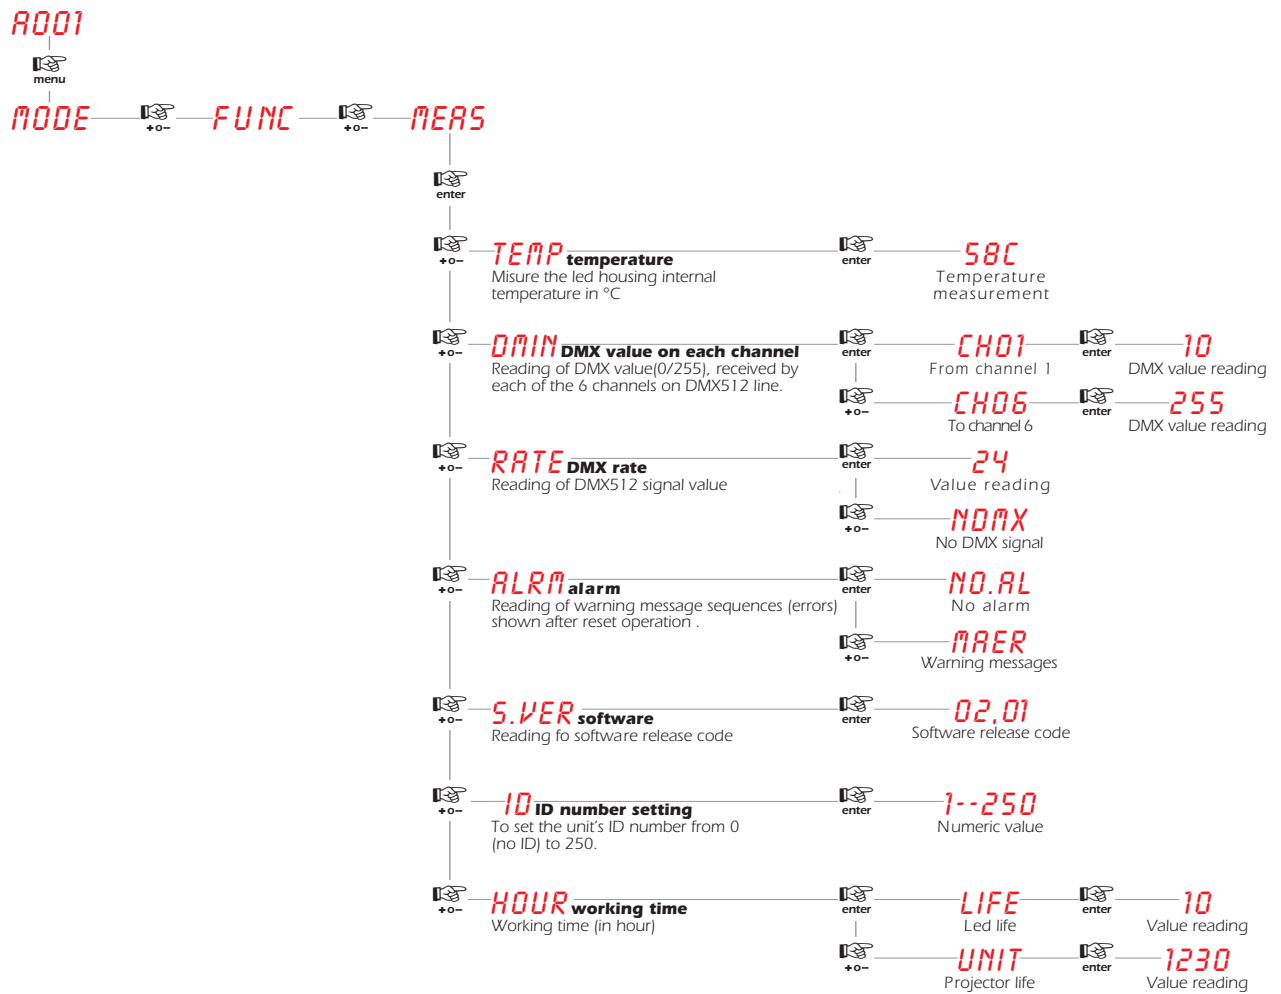 A001
menu
MODE +o– FUNC +o– MEAS
enter
+o– TEMP temperature enter 58C
Misure the led housing internal
temperature in °C
Temperature
measurement
+o– DMIN DMX value on each channel enter CH01 enter 10
Reading of DMX value(0/255), received by
each of the 6 channels on DMX512 line.
From channel 1
DMX value reading
+o– CH06 enter 255
To channel 6
DMX value reading
+o– RATE DMX rate enter 24
Reading of DMX512 signal value
Value reading
+o– NDMX
No DMX signal
+o– ALRM alarm enter NO.AL
Reading of warning message sequences (errors)
shown after reset operation .
No alarm
+o– MAER
Warning messages
+o– S.VER software enter 02.01
Reading fo software release code
Software release code
+o– ID ID number setting enter 1--250
To set the unit's ID number from 0
(no ID) to 250.
Numeric value
+o– HOUR working time enter LIFE enter 10
Working time (in hour)
Led life
Value reading
+o– UNIT enter 1230
Projector life
Value reading